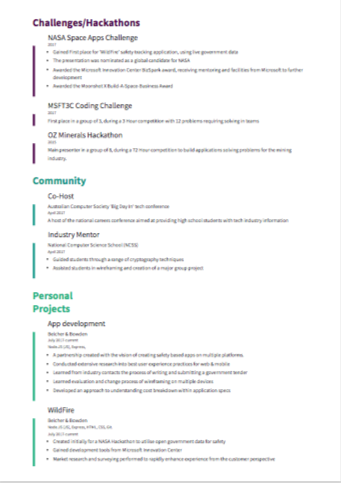 Challenges/Hackathons
NASA Space Apps Challenge
2017
Gained First place for "WildFire" safety tracking application, using live government data
The presentation was nominated as a global candidate for NASA
Awarded the Microsoft Innovation Center BizSpark award, receiving mentoring and facilities from Microsoft to further
development
Awarded the Moonshot X Build-A-Space Business Award
MSFT3C Coding Challenge
2017
First place in a group of 3, during a 3 Hour competition with 12 problems requiring solving in teams
OZ Minerals Hackathon
Main presenter in a group of 6, during a 72 Hour competition to build applications solving problems for the mining
industry.
Community
Co-Host
Australian Computer Society "Big Day In" tech conference
April 2017
A host of the national careers conference aimed at providing high school students with tech industry information
Industry Mentor
National Computer Science School (NCSS)
April 2017
Guided students through a range of cryptography techniques
Assisted students in wireframing and creation of a major group project
Personal
Projects
App development
Belcher & Bowden
July 2017-current
A partnership created with the vision of creating safety based apps on multiple platforms
Conducted extensive research into best user experience practices for web & mobile
Learned from industry contacts the process of writing and submitting a government tender
Learned evaluation and change process of wireframing on multiple devices
Developed an approach to understanding cost breakdown within application space
WildFire
Belcher & Bowden
July 2017-current
Created initially for a NASA Hackathon to utilise open government data for safety
Gained development tools from Microsoft Innovation Center
Market research and surveying performed to rapidly enhance experience from the customer perspective